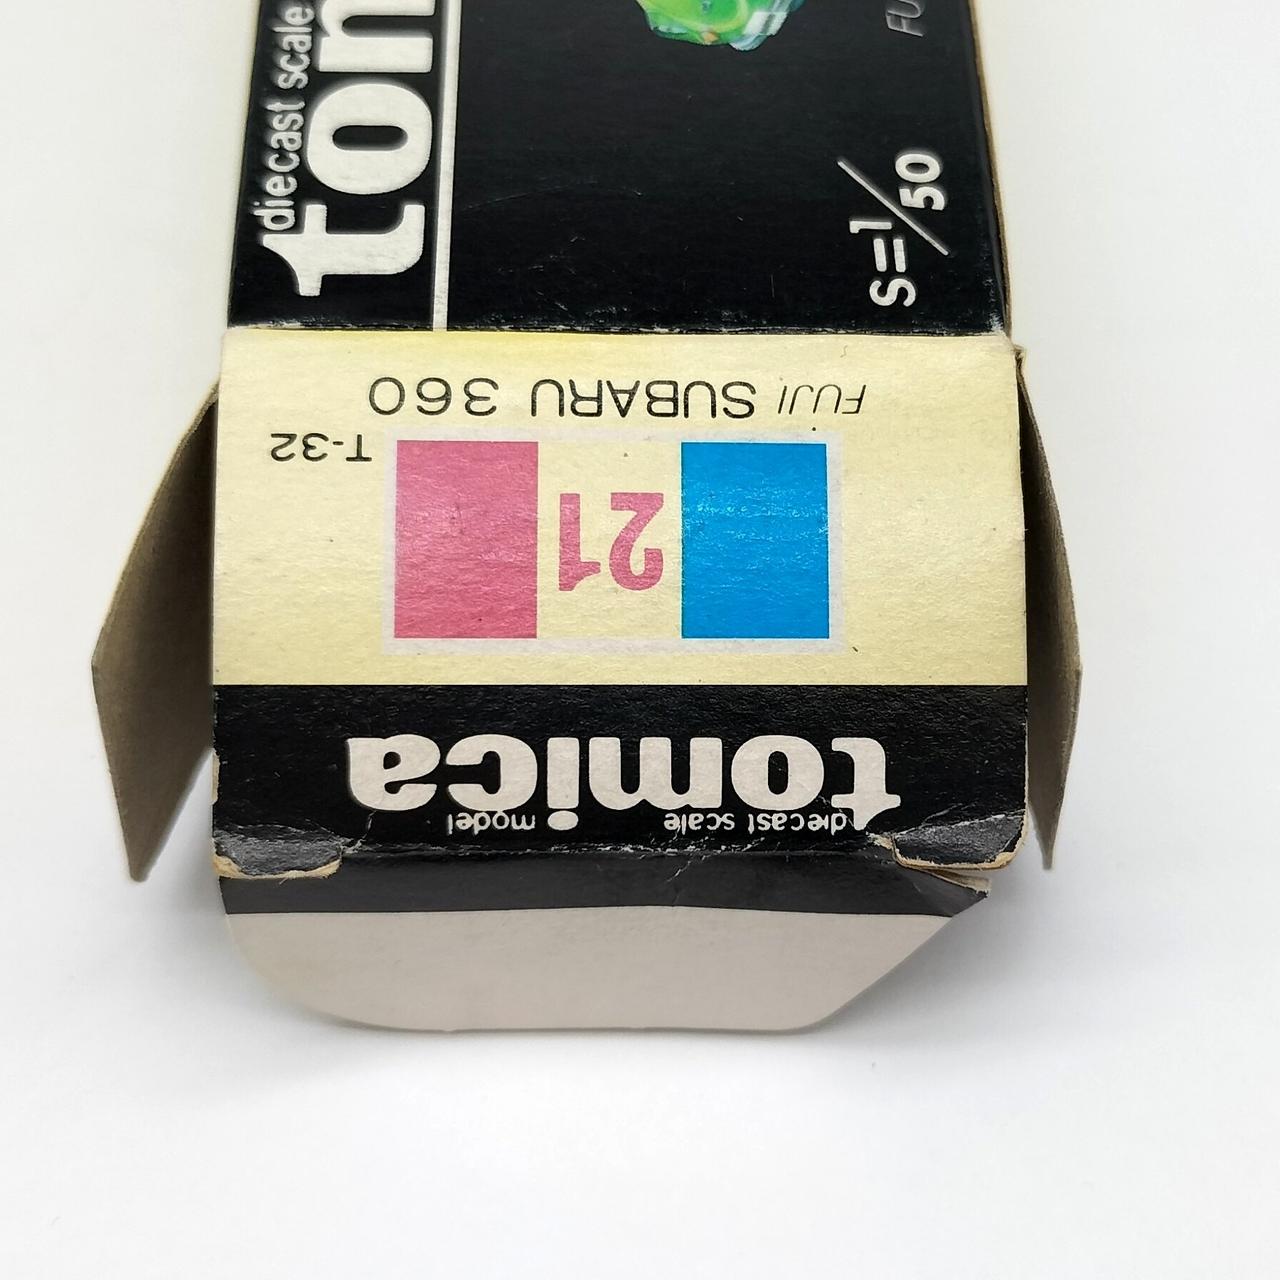 diecast scale
tom
FU
s=1/50
FUJI SUBARU 360
T-32
21
tomica
diecast scale model